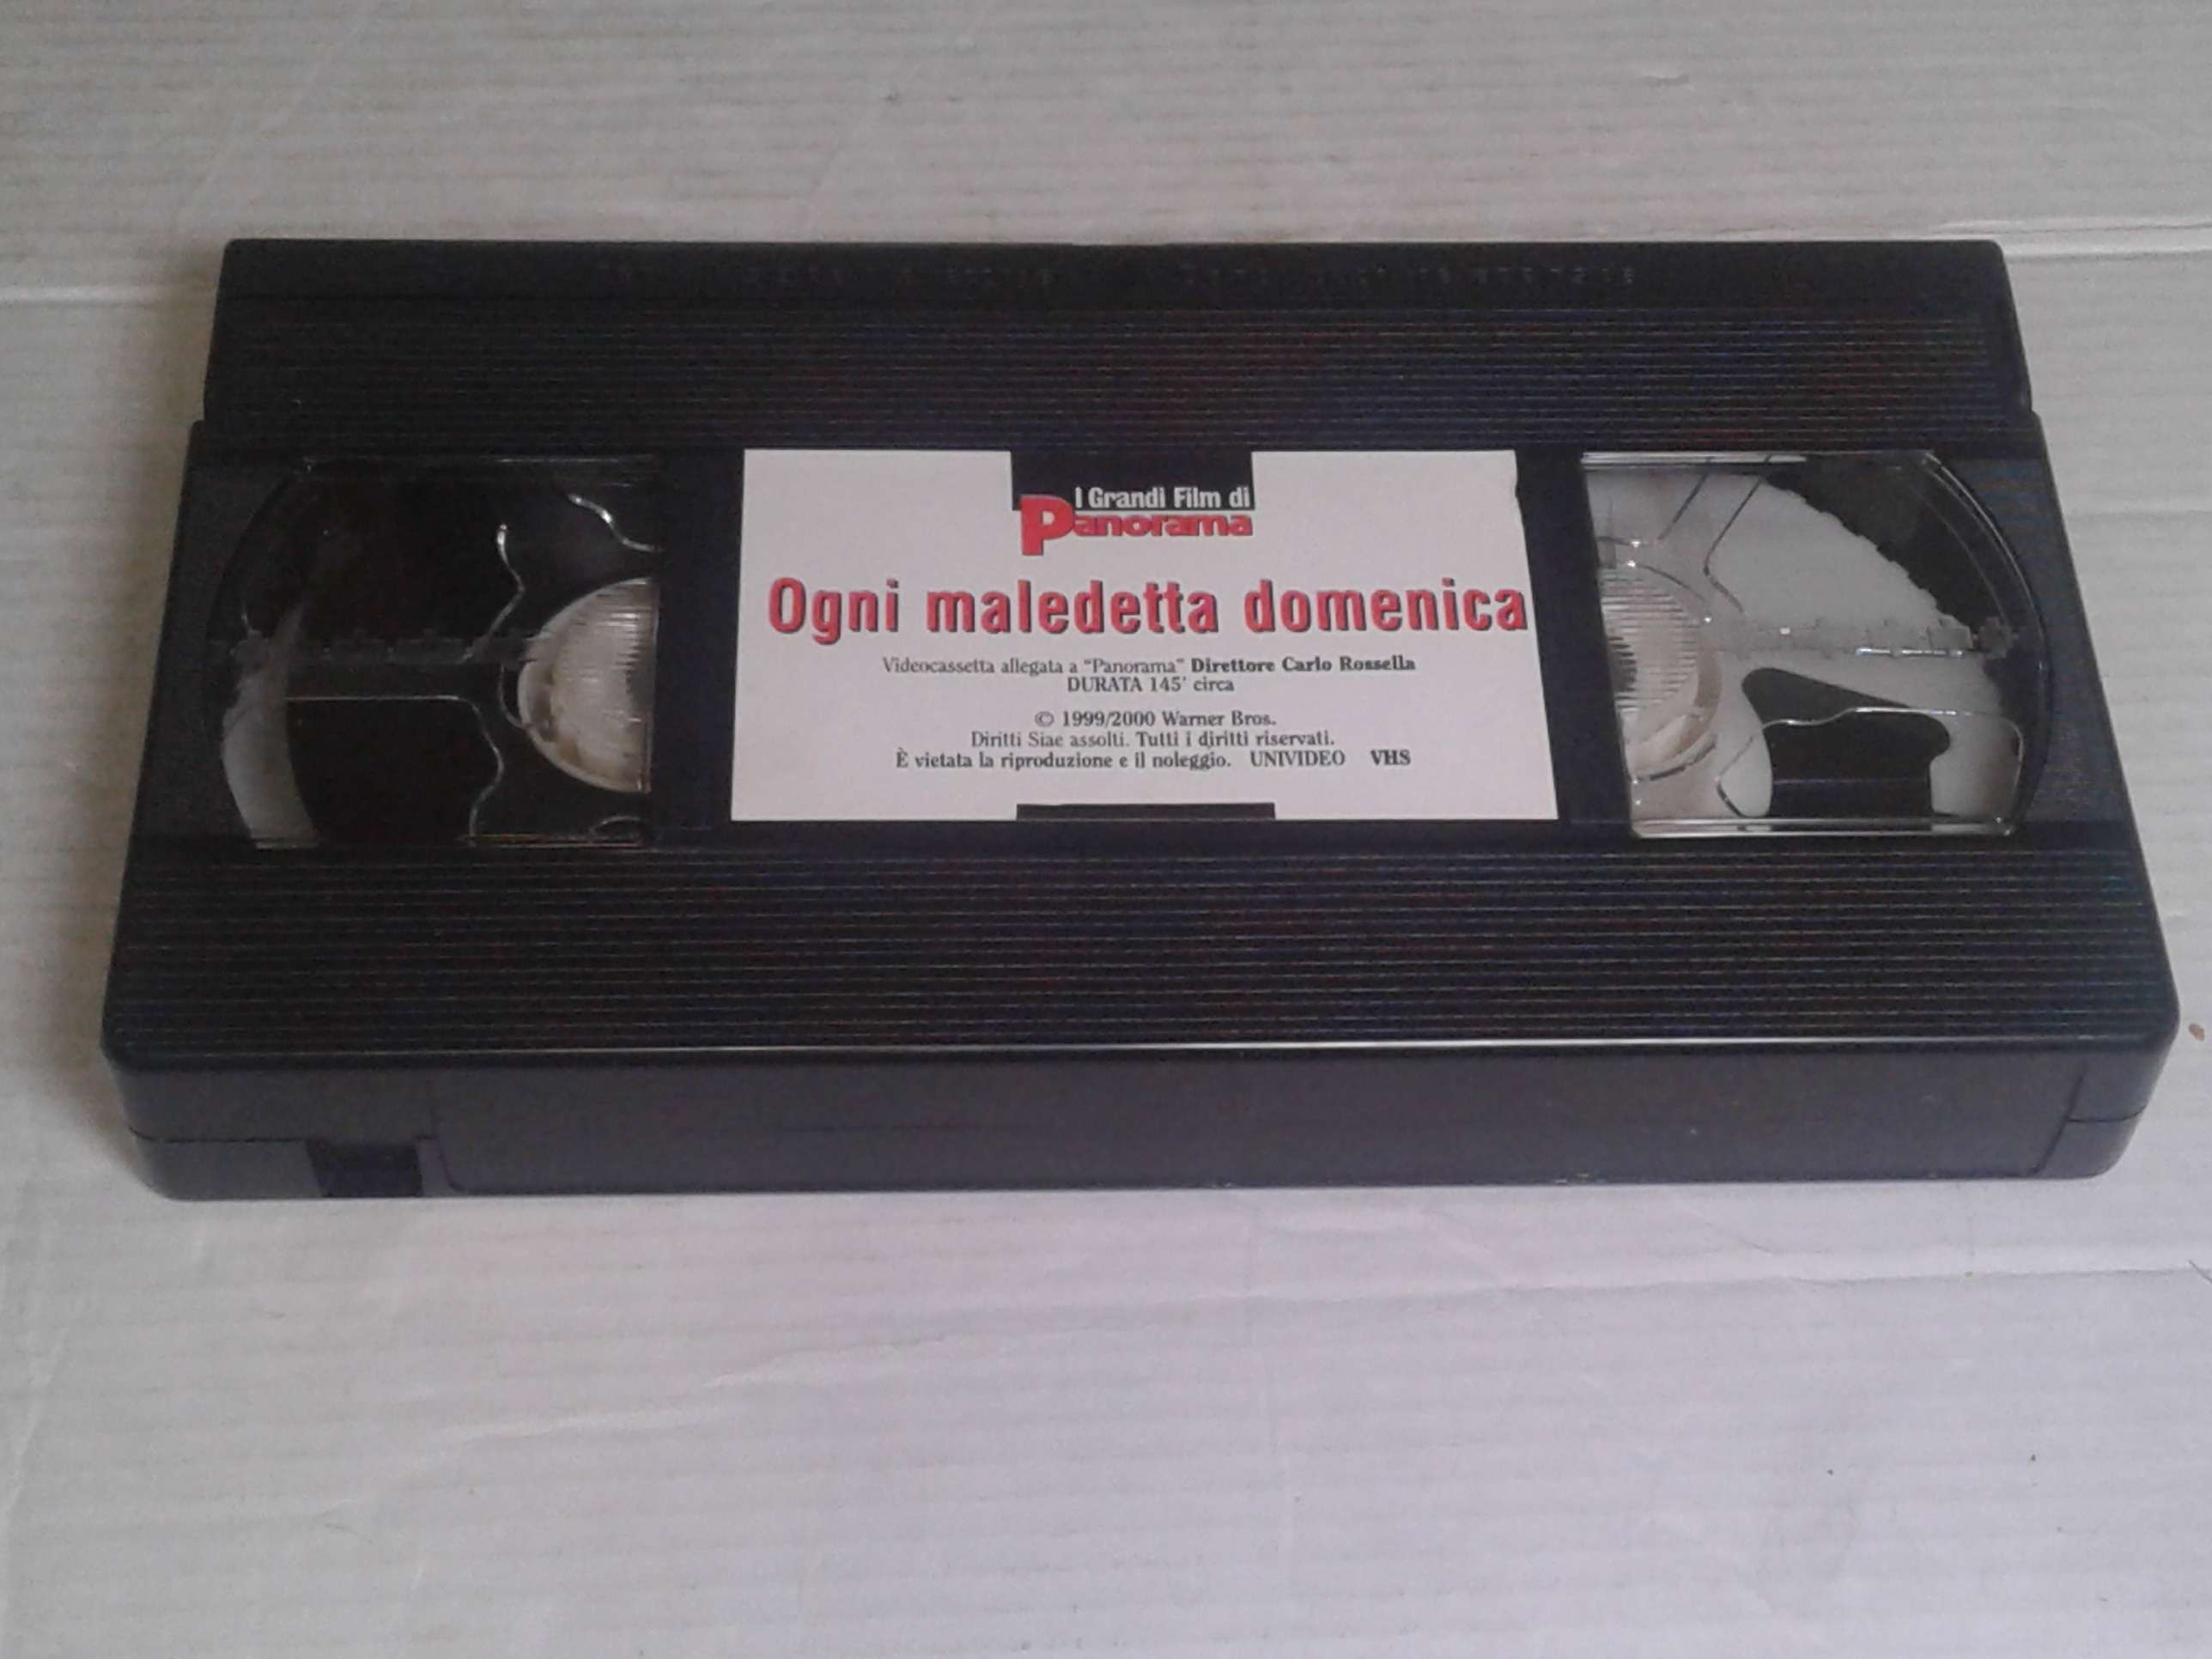 I Grandi Film di
Panorama
Ogni maledetta domenica
Videocassetta allegata a "Panorama" Direttore Carlo Rossella
DURATA 145' circa
© 1999/2000 Warner Bros.
Diritti Siae assolti. Tutti i diritti riservati.
È vietata la riproduzione e il noleggio. UNIVIDEO VHS